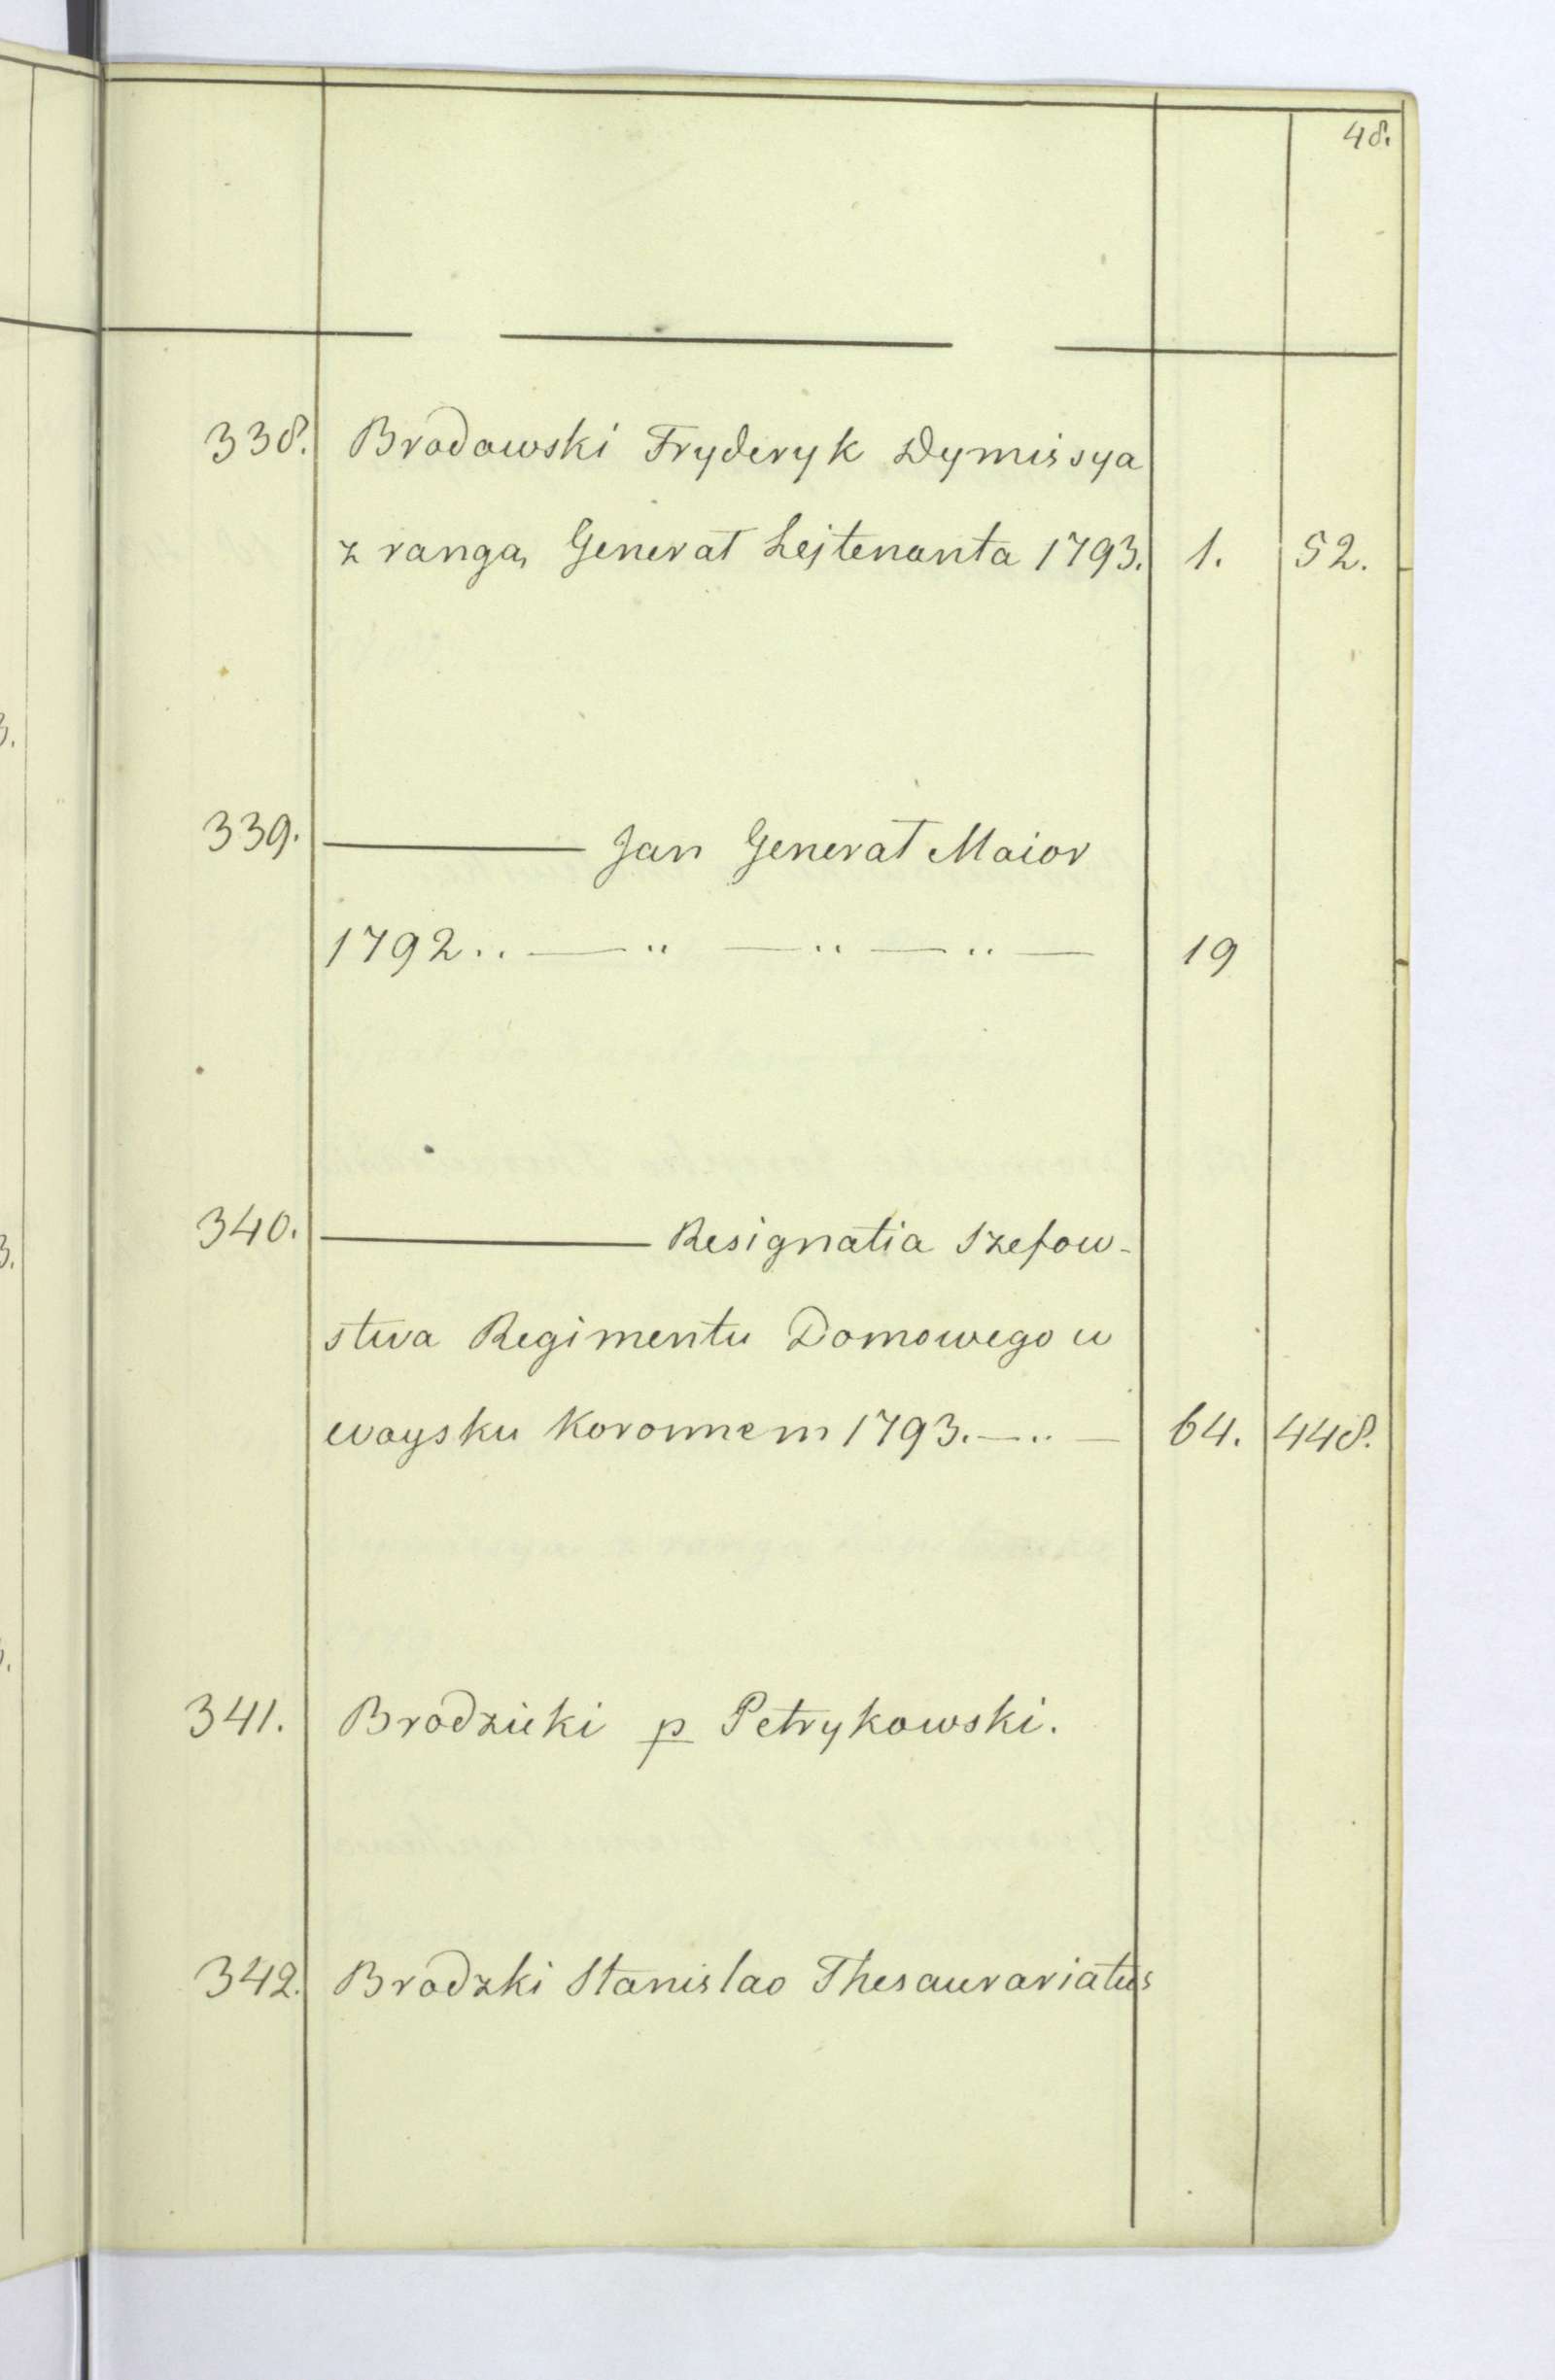 48.
338. Brodowski Fryderyk Dymissya
z rangą Generał Lejtenanta 1793. 1. 52.
339. ——— Jan Generał Maior
1792 .. — .. — .. — .. — 19
340. ——— Resignatia Szefow-
stwa Regimentu Domowego w
woysku Koronnem 1793. — .. — 64. 448.
341. Brodzicki p Petrykowski.
342. Brodzki Stanislao Thesaurariatus